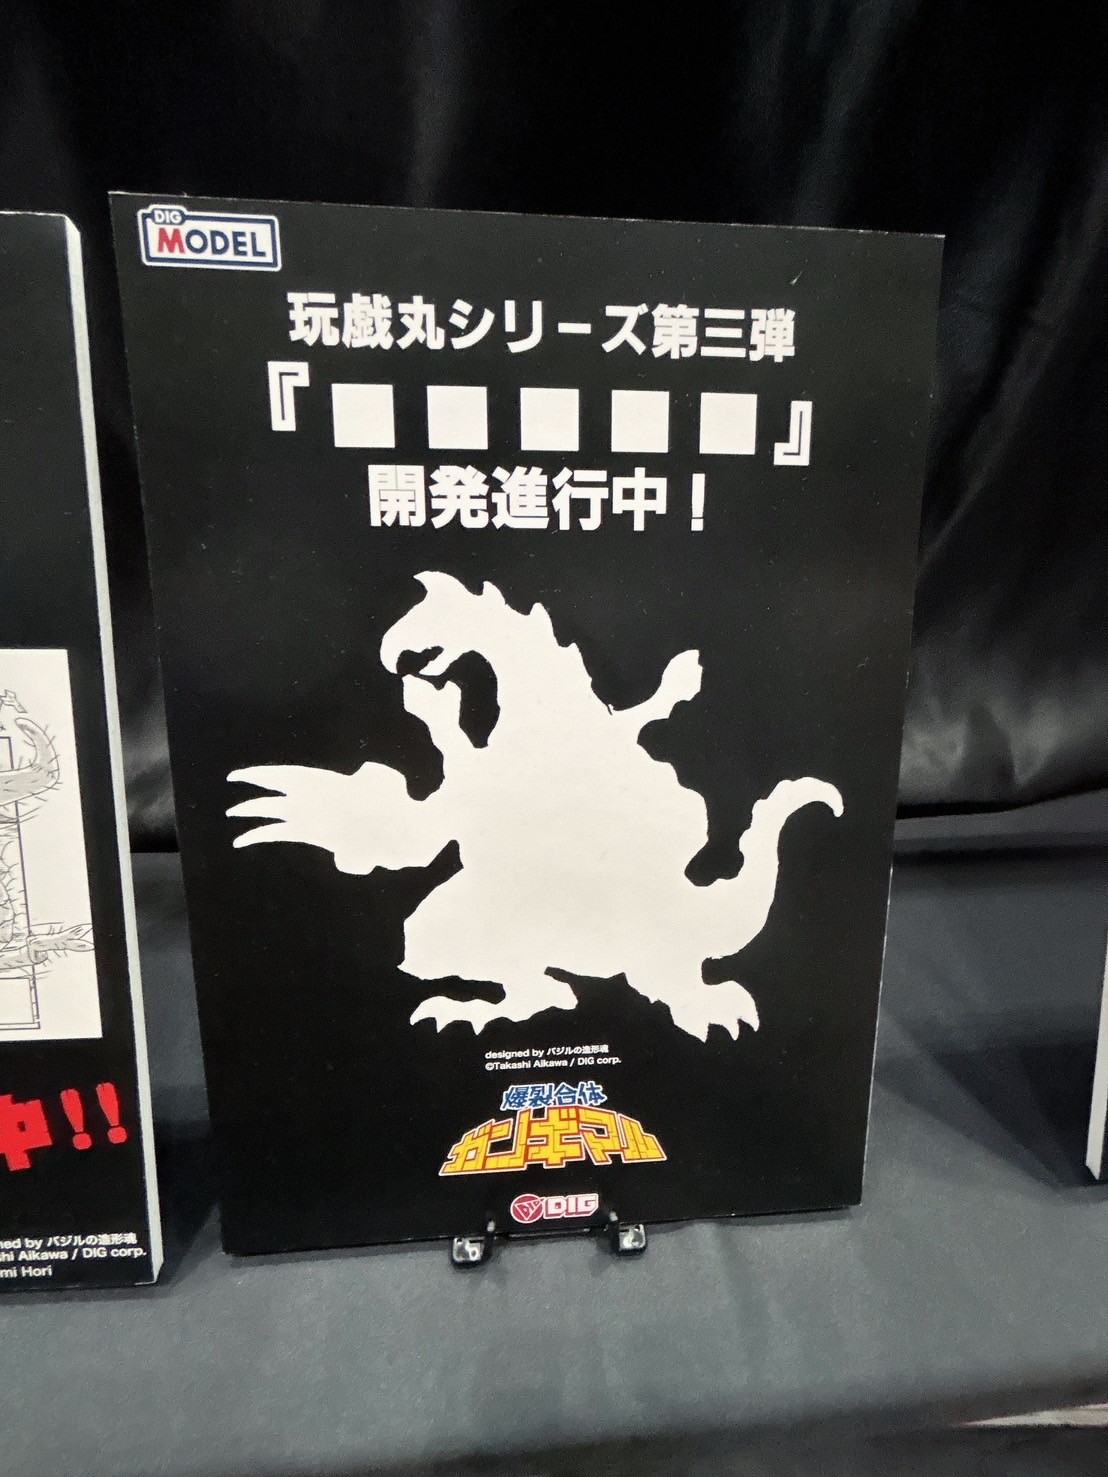 DIG
MODEL
玩戯丸シリーズ第三弾
『■■■■■』
開発進行中！
designed by バジルの造形魂
©Takashi Aikawa / DIG corp.
爆裂合体
ガンギマル
DIG
中!!
ned by バジルの造形魂
shi Aikawa / DIG corp.
mi Hori